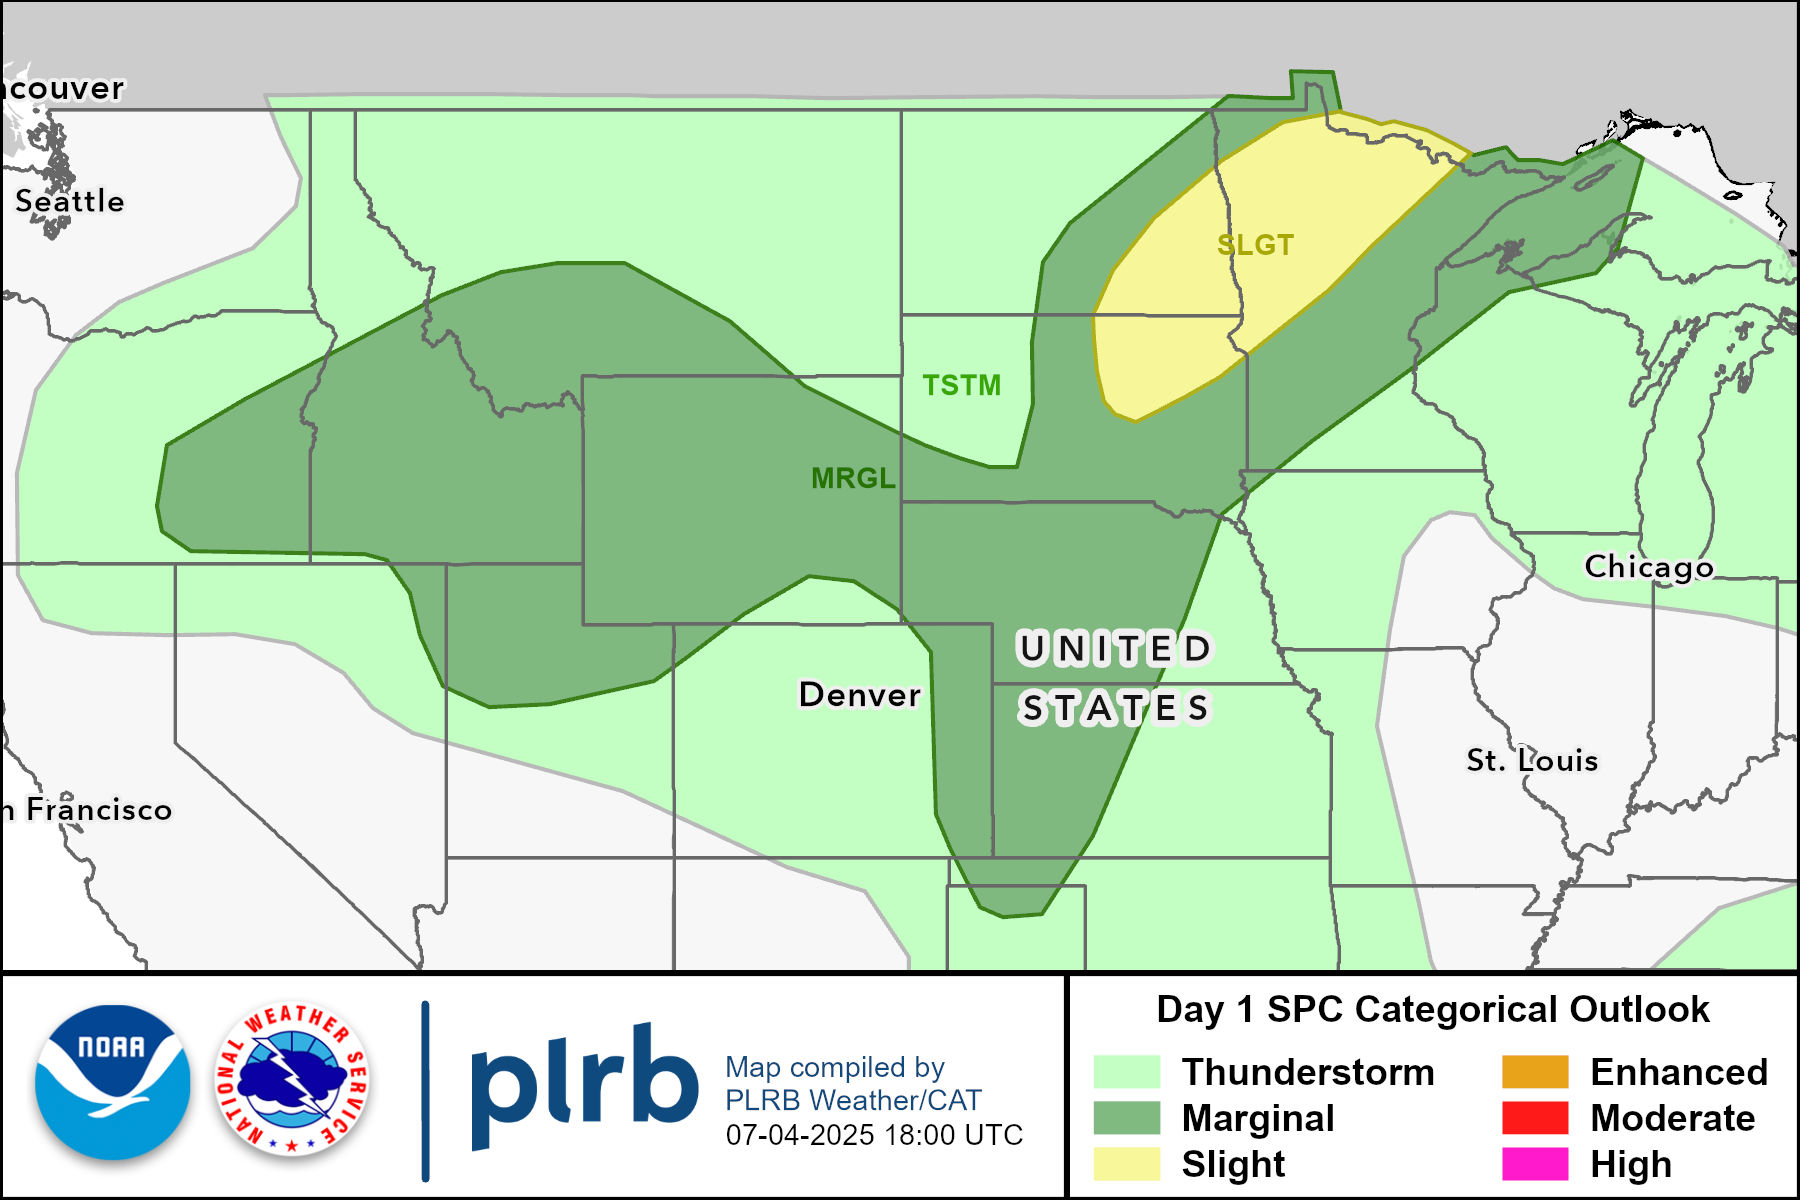 ncouver
Seattle
SLGT
TSTM
MRGL
Chicago
UNITED
STATES
Denver
St. Louis
n Francisco
NOAA
NATIONAL WEATHER SERVICE
plrb
Map compiled by
PLRB Weather/CAT
07-04-2025 18:00 UTC
Day 1 SPC Categorical Outlook
Thunderstorm
Marginal
Slight
Enhanced
Moderate
High